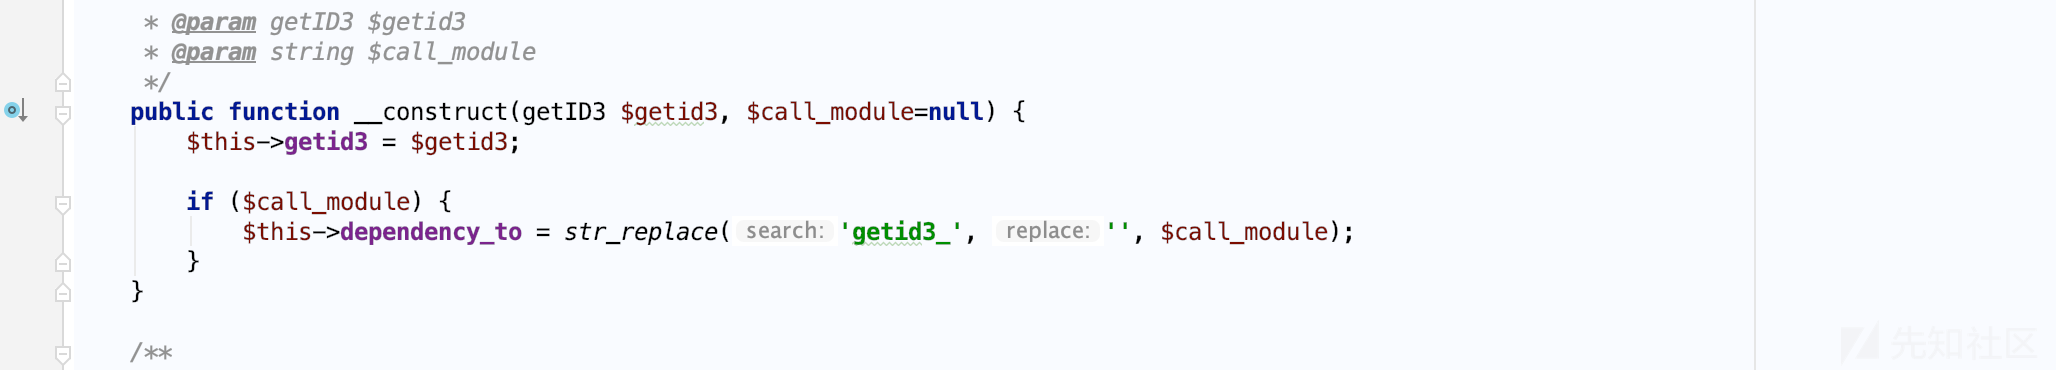 * @param getID3 $getid3
* @param string $call_module
*/
public function __construct(getID3 $getid3, $call_module=null) {
$this->getid3 = $getid3;
if ($call_module) {
$this->dependency_to = str_replace( search: 'getid3_', replace: '', $call_module);
}
}
/**
先知社区